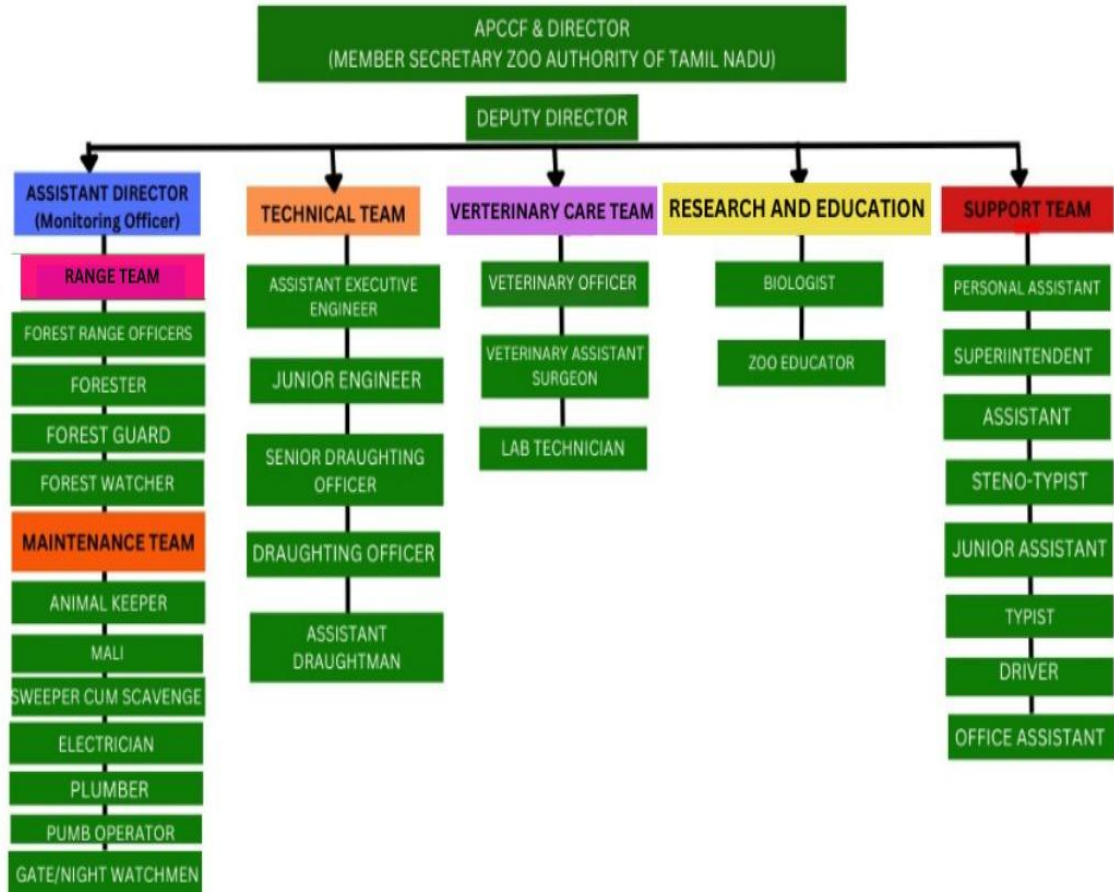 APCCF & DIRECTOR
(MEMBER SECRETARY ZOO AUTHORITY OF TAMIL NADU)
DEPUTY DIRECTOR
ASSISTANT DIRECTOR
(Monitoring Officer)
RANGE TEAM
FOREST RANGE OFFICERS
FORESTER
FOREST GUARD
FOREST WATCHER
MAINTENANCE TEAM
ANIMAL KEEPER
MALI
SWEEPER CUM SCAVENGE
ELECTRICIAN
PLUMBER
PUMB OPERATOR
GATE/NIGHT WATCHMEN
TECHNICAL TEAM
ASSISTANT EXECUTIVE
ENGINEER
JUNIOR ENGINEER
SENIOR DRAUGHTING
OFFICER
DRAUGHTING OFFICER
ASSISTANT
DRAUGHTMAN
VERTERINARY CARE TEAM
VETERINARY OFFICER
VETERINARY ASSISTANT
SURGEON
LAB TECHNICIAN
RESEARCH AND EDUCATION
BIOLOGIST
ZOO EDUCATOR
SUPPORT TEAM
PERSONAL ASSISTANT
SUPERIINTENDENT
ASSISTANT
STENO-TYPIST
JUNIOR ASSISTANT
TYPIST
DRIVER
OFFICE ASSISTANT